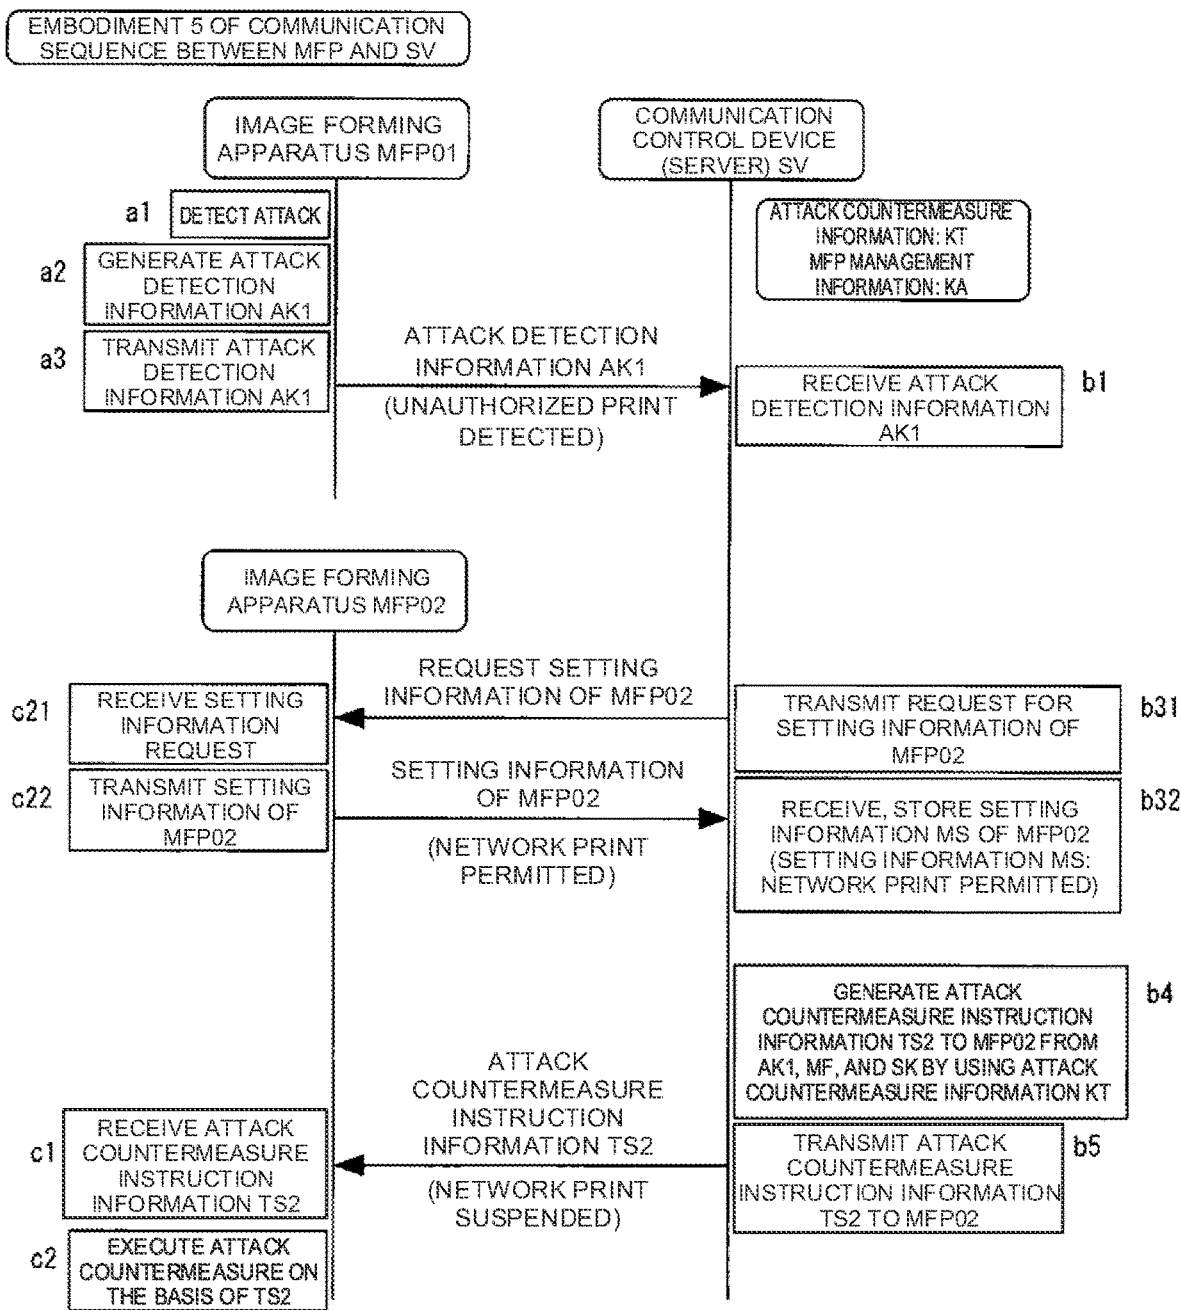 EMBODIMENT 5 OF COMMUNICATION
SEQUENCE BETWEEN MFP AND SV
IMAGE FORMING
APPARATUS MFP01
COMMUNICATION
CONTROL DEVICE
(SERVER) SV
a1
DETECT ATTACK
ATTACK COUNTERMEASURE
INFORMATION: KT
MFP MANAGEMENT
INFORMATION: KA
a2
GENERATE ATTACK
DETECTION
INFORMATION AK1
a3
TRANSMIT ATTACK
DETECTION
INFORMATION AK1
ATTACK DETECTION
INFORMATION AK1
(UNAUTHORIZED PRINT
DETECTED)
RECEIVE ATTACK
DETECTION INFORMATION
AK1
b1
IMAGE FORMING
APPARATUS MFP02
REQUEST SETTING
INFORMATION OF MFP02
c21
RECEIVE SETTING
INFORMATION
REQUEST
TRANSMIT REQUEST FOR
SETTING INFORMATION OF
MFP02
b31
c22
TRANSMIT SETTING
INFORMATION OF
MFP02
SETTING INFORMATION
OF MFP02
(NETWORK PRINT
PERMITTED)
RECEIVE, STORE SETTING
INFORMATION MS OF MFP02
(SETTING INFORMATION MS:
NETWORK PRINT PERMITTED)
b32
GENERATE ATTACK
COUNTERMEASURE INSTRUCTION
INFORMATION TS2 TO MFP02 FROM
AK1, MF, AND SK BY USING ATTACK
COUNTERMEASURE INFORMATION KT
b4
ATTACK
COUNTERMEASURE
INSTRUCTION
INFORMATION TS2
(NETWORK PRINT
SUSPENDED)
c1
RECEIVE ATTACK
COUNTERMEASURE
INSTRUCTION
INFORMATION TS2
TRANSMIT ATTACK
COUNTERMEASURE
INSTRUCTION INFORMATION
TS2 TO MFP02
b5
c2
EXECUTE ATTACK
COUNTERMEASURE ON
THE BASIS OF TS2